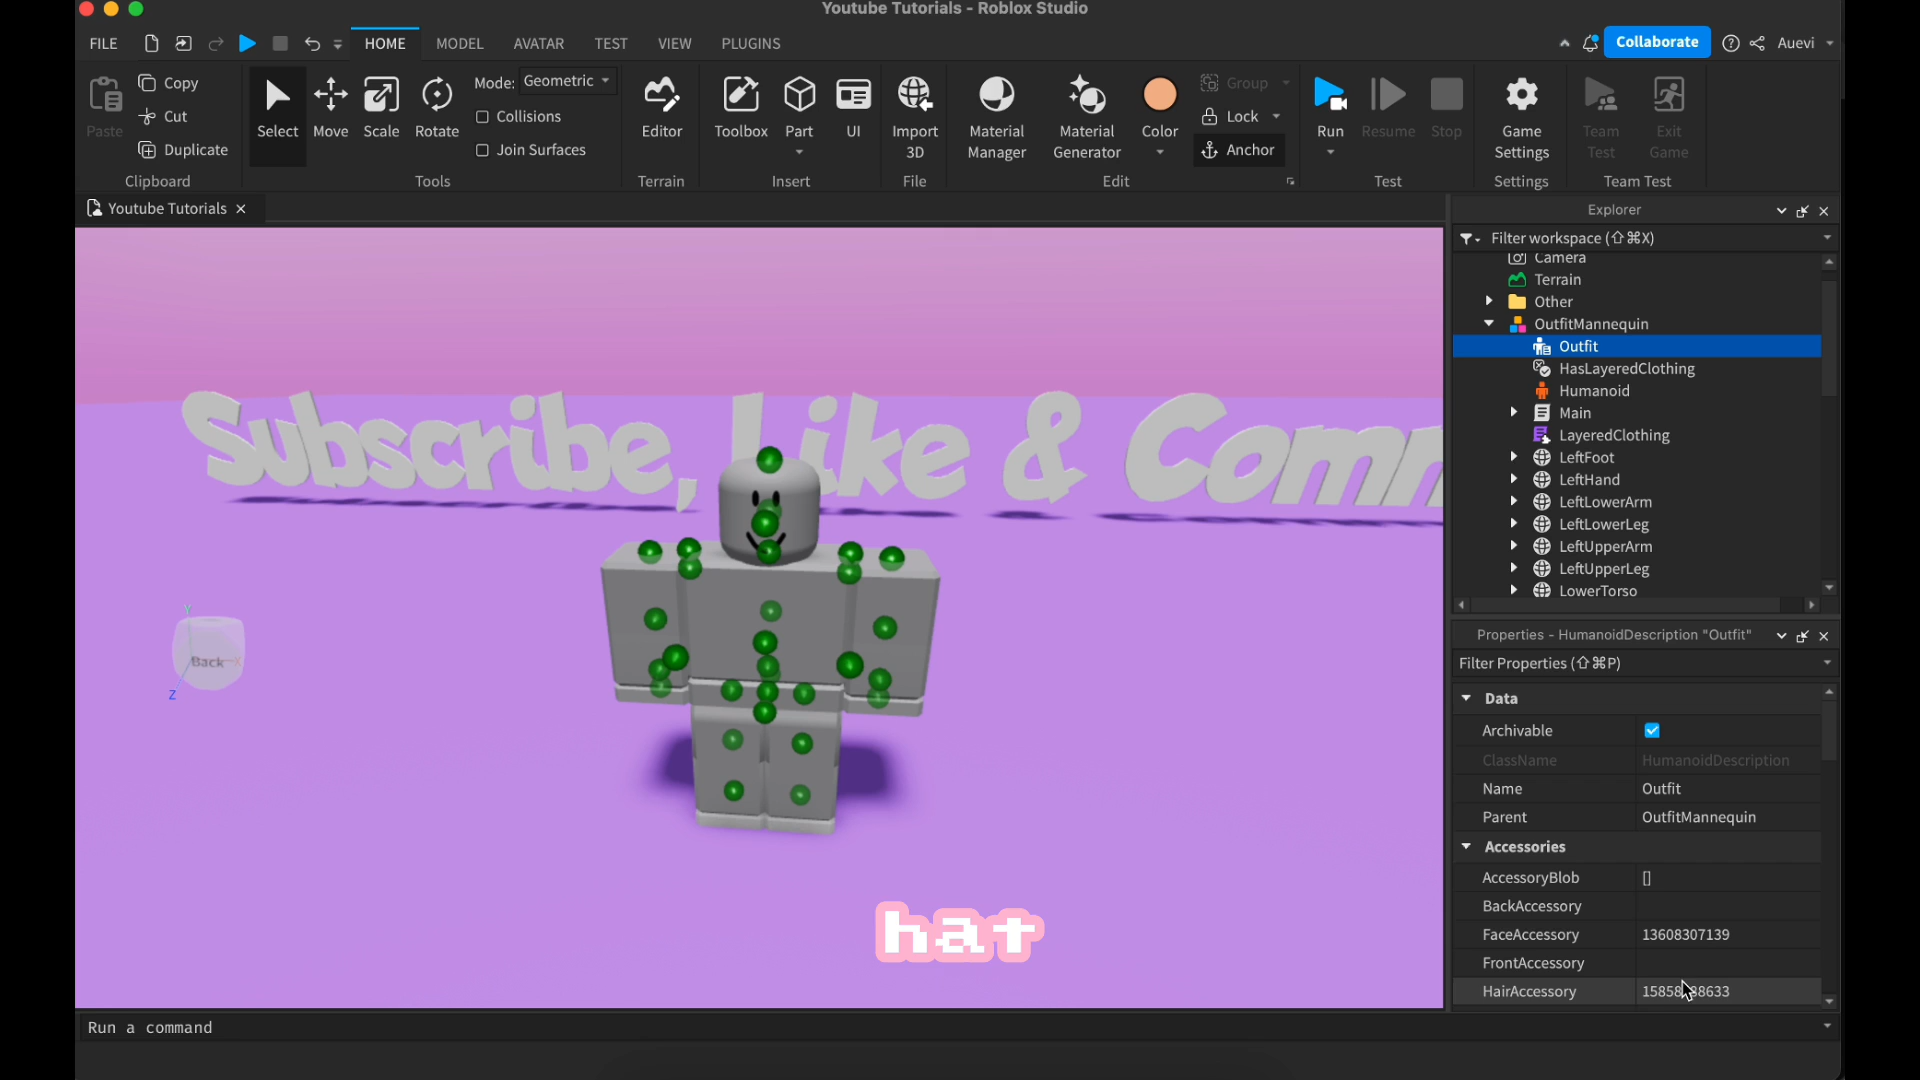 Youtube Tutorials - Roblox Studio
FILE HOME MODEL AVATAR TEST VIEW PLUGINS Collaborate Auevi
Paste Copy Cut Duplicate Clipboard
Select Move Scale Rotate Mode: Geometric Collisions Join Surfaces Tools
Editor Terrain
Toolbox Part UI Insert
Import 3D File
Material Manager Material Generator Color Group Lock Anchor Edit
Run Resume Stop Test
Game Settings Settings
Team Test Exit Game Team Test
Youtube Tutorials
Subscribe, Like & Comm
Back X
Y
Z
hat
Explorer
Filter workspace (⇧⌘X)
Camera
Terrain
Other
OutfitMannequin
Outfit
HasLayeredClothing
Humanoid
Main
LayeredClothing
LeftFoot
LeftHand
LeftLowerArm
LeftLowerLeg
LeftUpperArm
LeftUpperLeg
LowerTorso
Properties - HumanoidDescription "Outfit"
Filter Properties (⇧⌘P)
Data
Archivable
ClassName HumanoidDescription
Name Outfit
Parent OutfitMannequin
Accessories
AccessoryBlob []
BackAccessory
FaceAccessory 13608307139
FrontAccessory
HairAccessory
Run a command